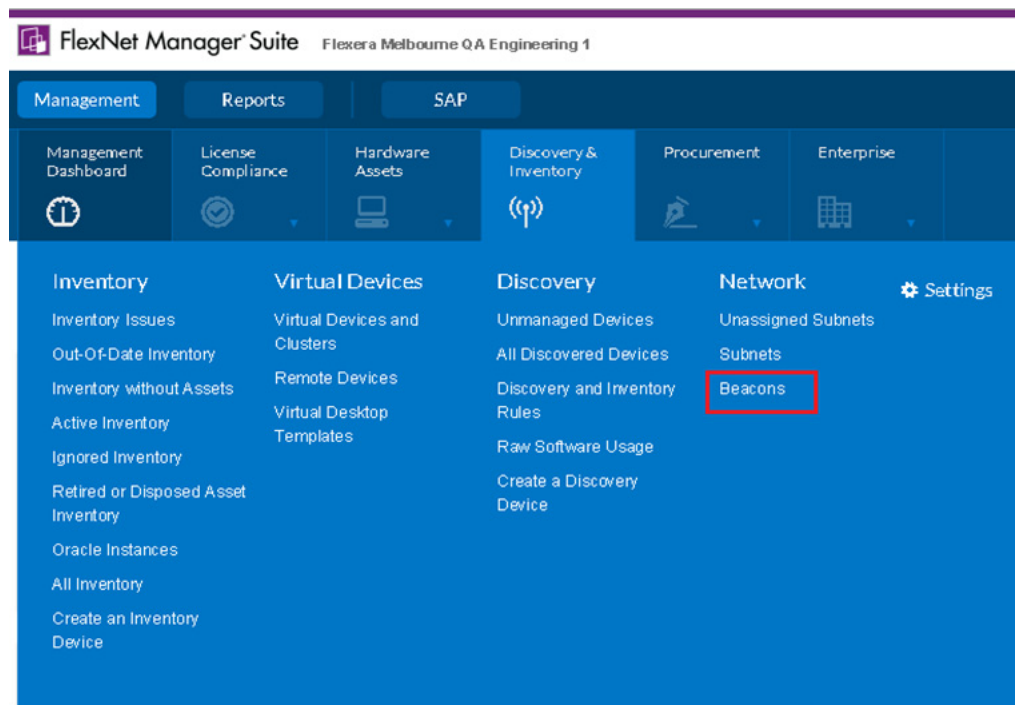 FlexNet Manager Suite Flexera Melbourne QA Engineering 1
Management Reports SAP
Management Dashboard
License Compliance
Hardware Assets
Discovery & Inventory
Procurement
Enterprise
Inventory
Inventory Issues
Out-Of-Date Inventory
Inventory without Assets
Active Inventory
Ignored Inventory
Retired or Disposed Asset
Inventory
Oracle Instances
All Inventory
Create an Inventory
Device
Virtual Devices
Virtual Devices and
Clusters
Remote Devices
Virtual Desktop
Templates
Discovery
Unmanaged Devices
All Discovered Devices
Discovery and Inventory
Rules
Raw Software Usage
Create a Discovery
Device
Network
Unassigned Subnets
Subnets
Beacons
Settings